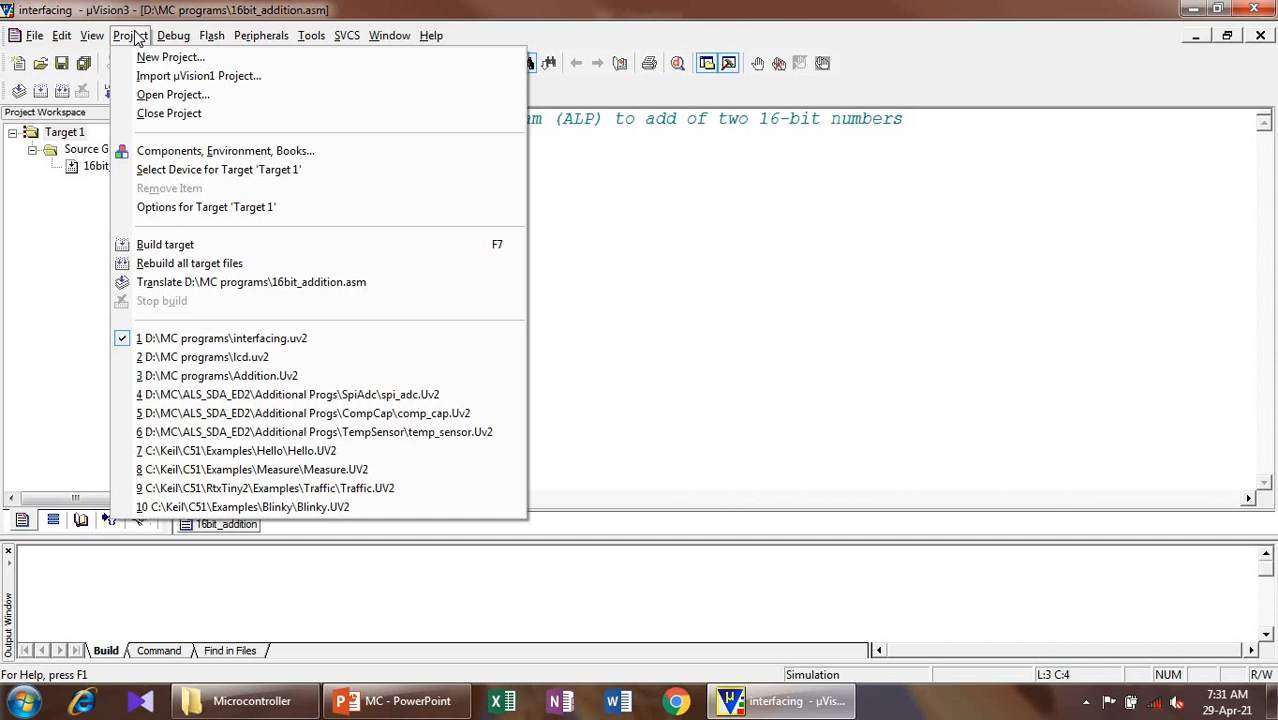 interfacing - µVision3 - [D:\MC programs\16bit_addition.asm]
File Edit View Project Debug Flash Peripherals Tools SVCS Window Help
New Project...
Import µVision1 Project...
Open Project...
Close Project
Components, Environment, Books...
Select Device for Target 'Target 1'
Remove Item
Options for Target 'Target 1'
Build target F7
Rebuild all target files
Translate D:\MC programs\16bit_addition.asm
Stop build
1 D:\MC programs\interfacing.uv2
2 D:\MC programs\lcd.uv2
3 D:\MC programs\Addition.Uv2
4 D:\MC\ALS_SDA_ED2\Additional Progs\SpiAdc\spi_adc.Uv2
5 D:\MC\ALS_SDA_ED2\Additional Progs\CompCap\comp_cap.Uv2
6 D:\MC\ALS_SDA_ED2\Additional Progs\TempSensor\temp_sensor.Uv2
7 C:\Keil\C51\Examples\Hello\Hello.UV2
8 C:\Keil\C51\Examples\Measure\Measure.UV2
9 C:\Keil\C51\RtxTiny2\Examples\Traffic\Traffic.UV2
10 C:\Keil\C51\Examples\Blinky\Blinky.UV2
Project Workspace
Target 1
Source G
16bit_
am (ALP) to add of two 16-bit numbers
16bit_addition
Output Window
Build Command Find in Files
For Help, press F1 Simulation L:3 C:4 NUM R/W
Microcontroller MC - PowerPoint interfacing - µVis...
7:31 AM
29-Apr-21